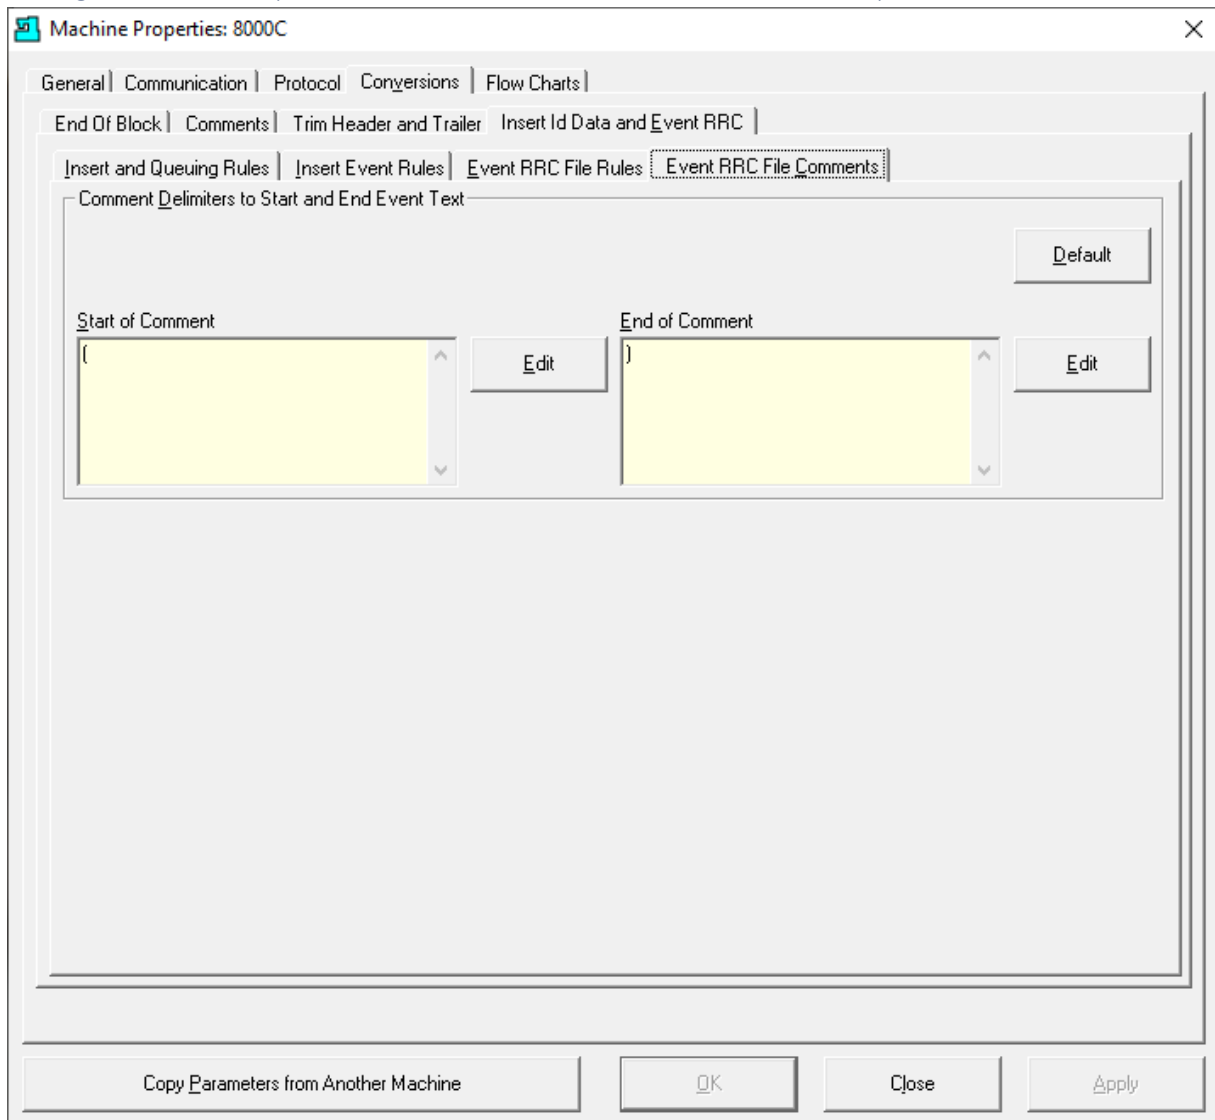 Machine Properties: 8000C
General Communication Protocol Conversions Flow Charts
End Of Block Comments Trim Header and Trailer Insert Id Data and Event RRC
Insert and Queuing Rules Insert Event Rules Event RRC File Rules Event RRC File Comments
Comment Delimiters to Start and End Event Text
Default
Start of Comment End of Comment
( Edit ) Edit
Copy Parameters from Another Machine OK Close Apply